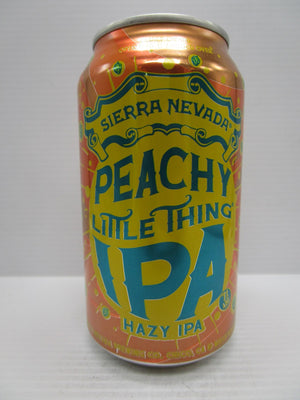 SIERRA NEVADA
PEACHY
LITTLE THING
IPA
HAZY IPA